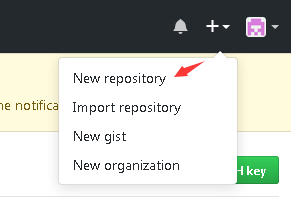 New repository
ne notifica
Import repository
New gist
New organization
H key